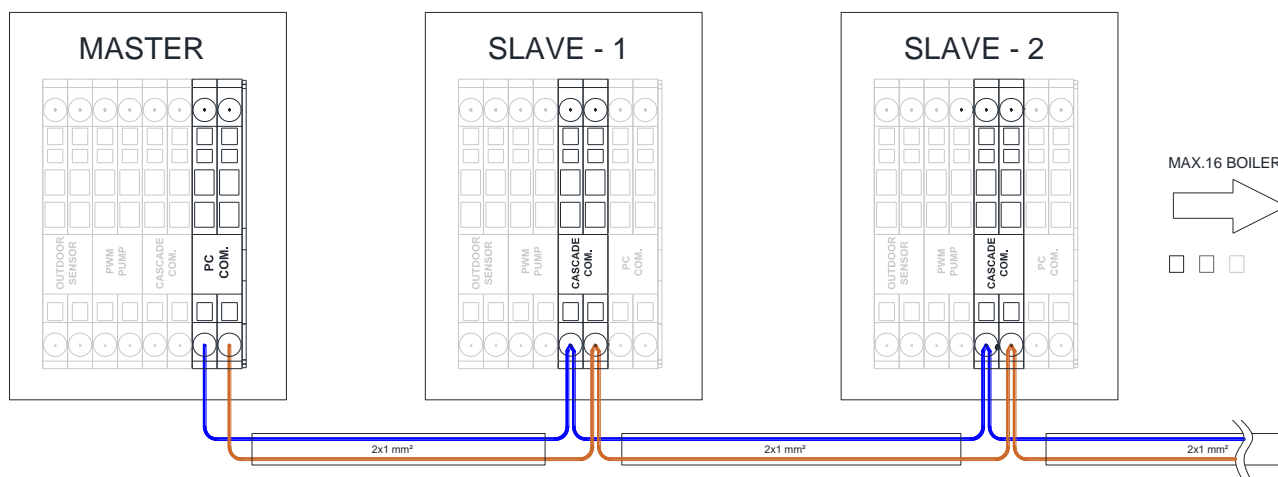 MASTER
SLAVE - 1
SLAVE - 2
OUTDOOR
SENSOR
PWM
PUMP
CASCADE
COM.
PC
COM.
OUTDOOR
SENSOR
PWM
PUMP
CASCADE
COM.
PC
COM.
OUTDOOR
SENSOR
PWM
PUMP
CASCADE
COM.
PC
COM.
MAX.16 BOILER
2x1 mm²
2x1 mm²
2x1 mm²